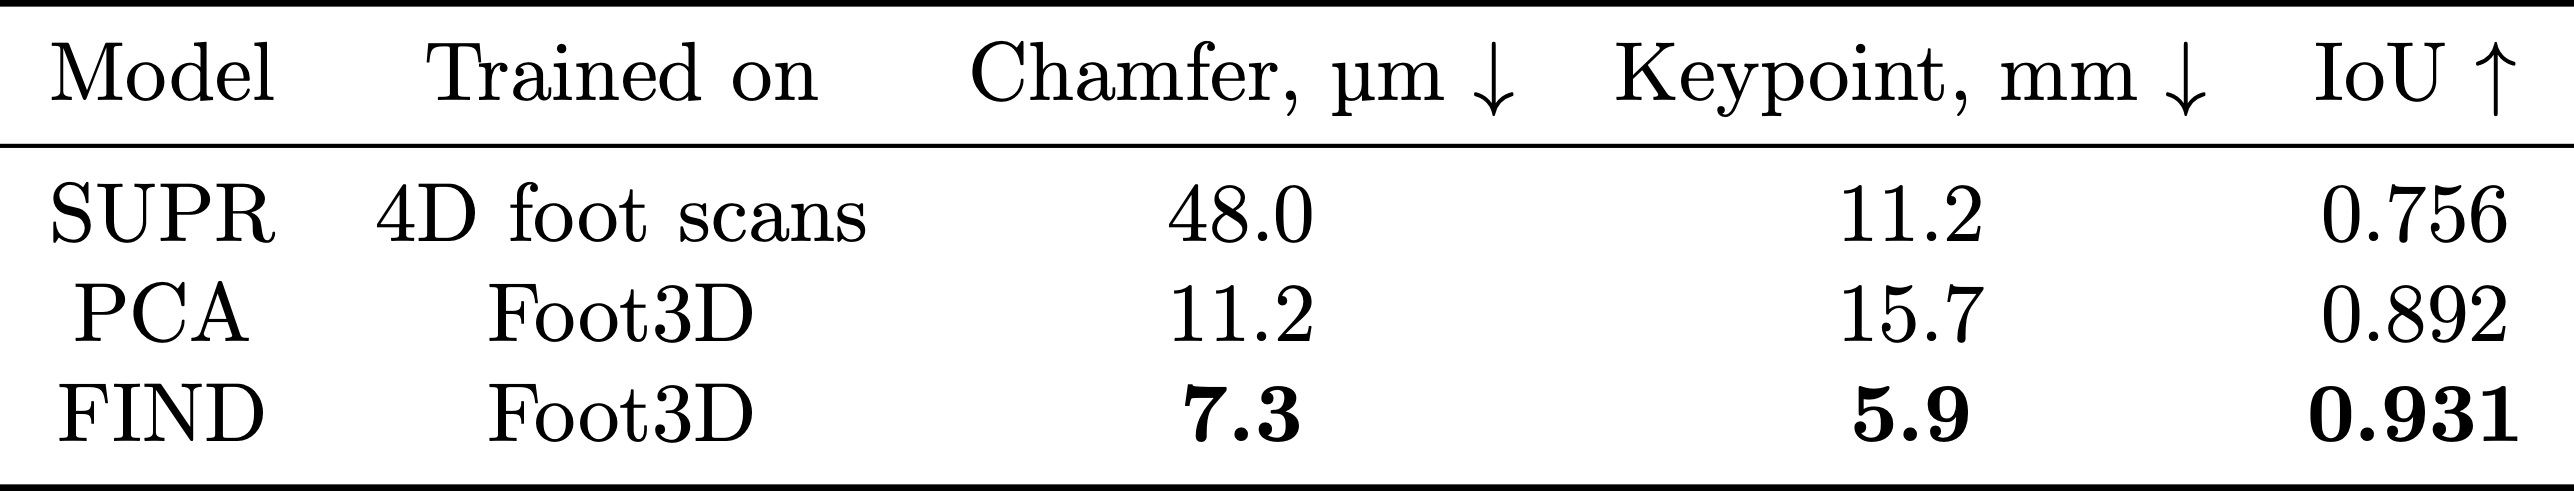 Model Trained on Chamfer, µm ↓ Keypoint, mm ↓ IoU ↑
SUPR 4D foot scans 48.0 11.2 0.756
PCA Foot3D 11.2 15.7 0.892
FIND Foot3D 7.3 5.9 0.931